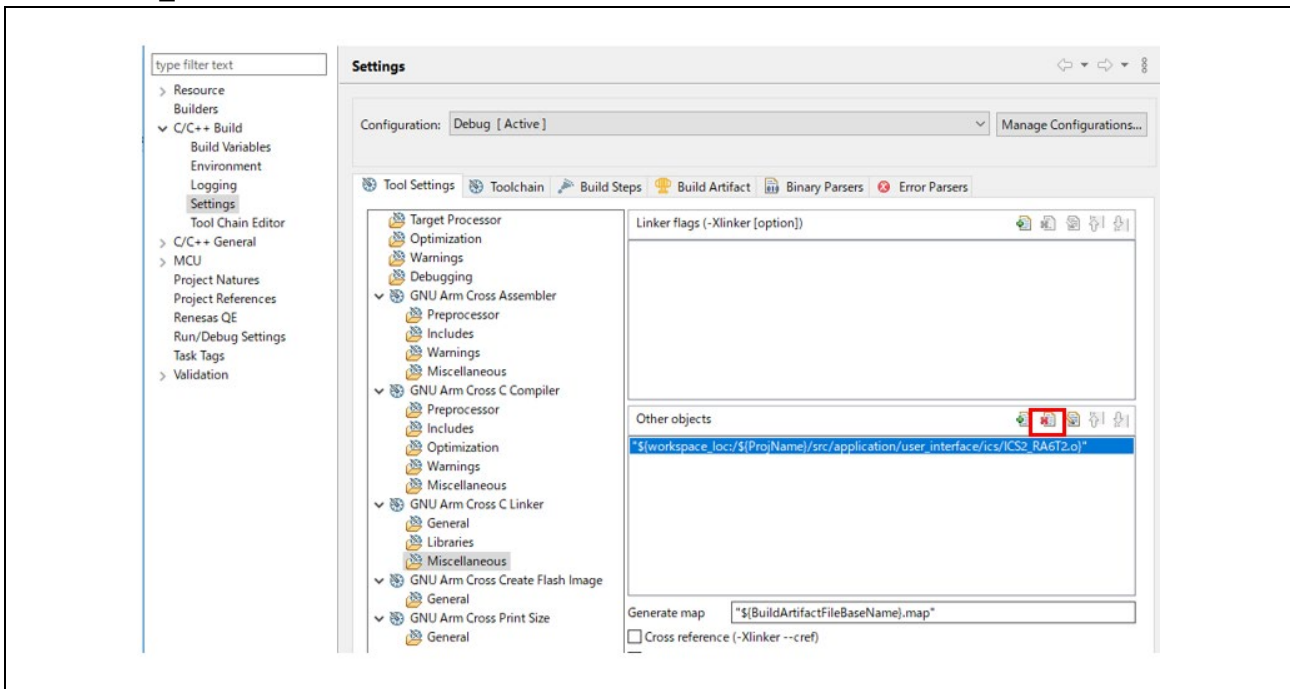 type filter text
Resource
Builders
C/C++ Build
Build Variables
Environment
Logging
Settings
Tool Chain Editor
C/C++ General
MCU
Project Natures
Project References
Renesas QE
Run/Debug Settings
Task Tags
Validation
Settings
Configuration: Debug [ Active ] Manage Configurations...
Tool Settings Toolchain Build Steps Build Artifact Binary Parsers Error Parsers
Target Processor
Optimization
Warnings
Debugging
GNU Arm Cross Assembler
Preprocessor
Includes
Warnings
Miscellaneous
GNU Arm Cross C Compiler
Preprocessor
Includes
Optimization
Warnings
Miscellaneous
GNU Arm Cross C Linker
General
Libraries
Miscellaneous
GNU Arm Cross Create Flash Image
General
GNU Arm Cross Print Size
General
Linker flags (-Xlinker [option])
Other objects
"${workspace_loc:/${ProjName}/src/application/user_interface/ics/ICS2_RA6T2.o}"
Generate map "${BuildArtifactFileBaseName}.map"
Cross reference (-Xlinker --cref)